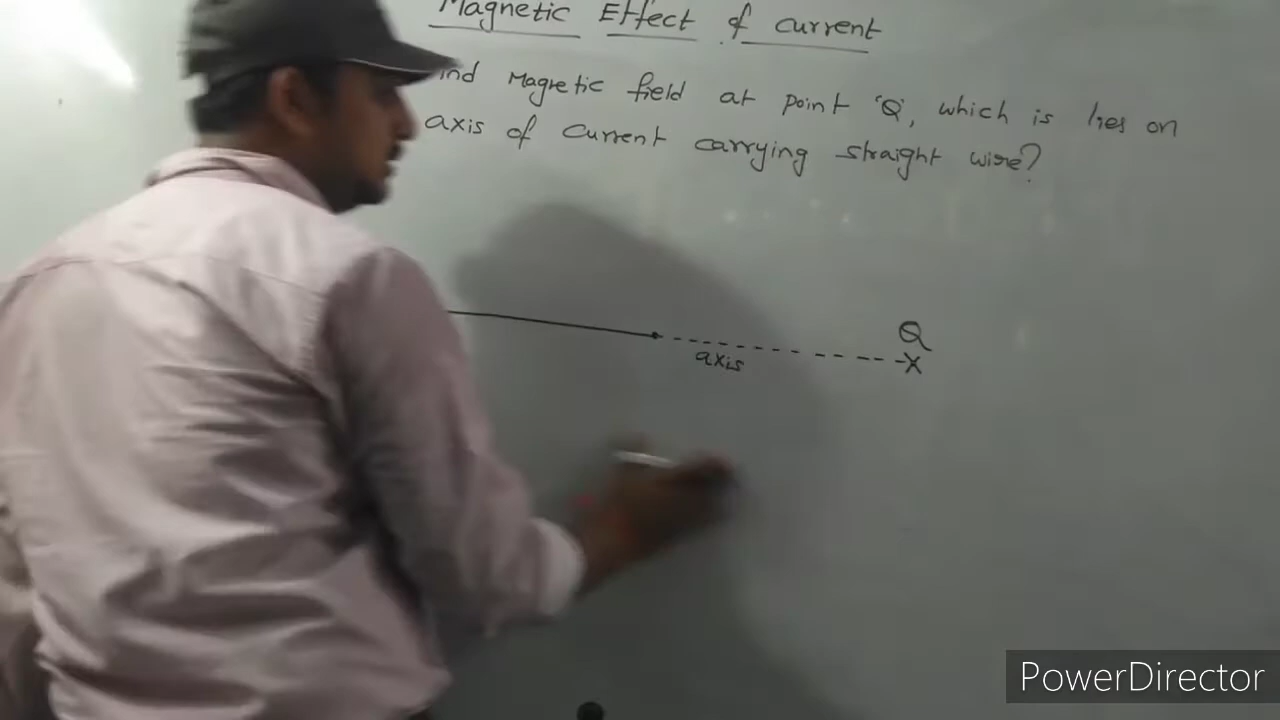 Magnetic Effect of current
ind Magnetic field at point 'Q', which is lies on
axis of current carrying straight wire?
Q
axis
X
PowerDirector